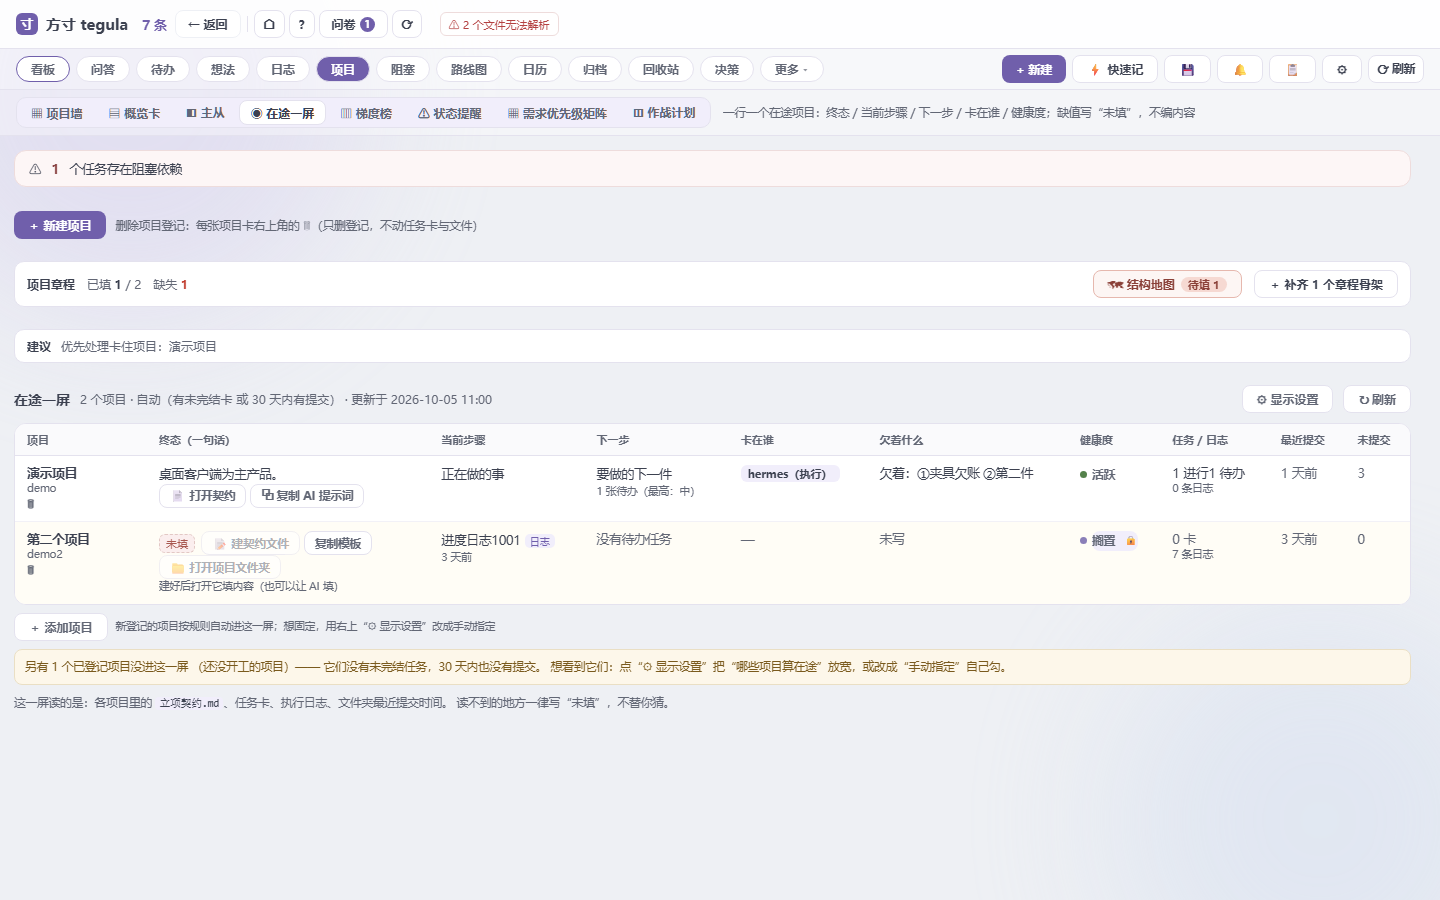 方寸 tegula 7 条 ← 返回 ? 问卷 1 ⚠ 2 个文件无法解析
看板 问答 待办 想法 日志 项目 阻塞 路线图 日历 归档 回收站 决策 更多 + 新建 快速记 刷新
项目墙 概览卡 主从 在途一屏 梯度榜 状态提醒 需求优先级矩阵 作战计划 一行一个在途项目：终态 / 当前步骤 / 下一步 / 卡在谁 / 健康度；缺值写“未填”，不编内容
⚠ 1 个任务存在阻塞依赖
+ 新建项目 删除项目登记：每张项目卡右上角的 🗑（只删登记，不动任务卡与文件）
项目章程 已填 1 / 2 缺失 1 结构地图 待填 1 + 补齐 1 个章程骨架
建议 优先处理卡住项目：演示项目
在途一屏 2 个项目 · 自动（有未完结卡 或 30 天内有提交） · 更新于 2026-10-05 11:00 ⚙ 显示设置 ↻ 刷新
项目 终态（一句话） 当前步骤 下一步 卡在谁 欠着什么 健康度 任务 / 日志 最近提交 未提交
演示项目 桌面客户端为主产品。 正在做的事 要做的下一件 hermes（执行） 欠着：①夹具欠账 ②第二件 活跃 1 进行1 待办 1 天前 3
demo 打开契约 复制 AI 提示词 1 张待办（最高：中） 0 条日志
第二个项目 未填 建契约文件 复制模板 进度日志1001 日志 没有待办任务 — 未写 搁置 0 卡 3 天前 0
demo2 打开项目文件夹 3 天前 7 条日志
建好后打开它填内容（也可以让 AI 填）
+ 添加项目 新登记的项目按规则自动进这一屏；想固定，用右上“⚙ 显示设置”改成手动指定
另有 1 个已登记项目没进这一屏 （还没开工的项目）—— 它们没有未完结任务，30 天内也没有提交。 想看到它们：点“⚙ 显示设置”把“哪些项目算在途”放宽，或改成“手动指定”自己勾。
这一屏读的是：各项目里的 立项契约.md 、任务卡、执行日志、文件夹最近提交时间。 读不到的地方一律写“未填”，不替你猜。